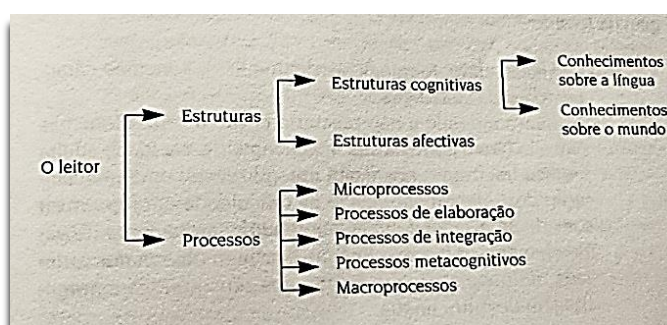 Conhecimentos
sobre a língua
Estruturas cognitivas
Conhecimentos
sobre o mundo
Estruturas
Estruturas afectivas
O leitor
Microprocessos
Processos de elaboração
Processos
Processos de integração
Processos metacognitivos
Macroprocessos